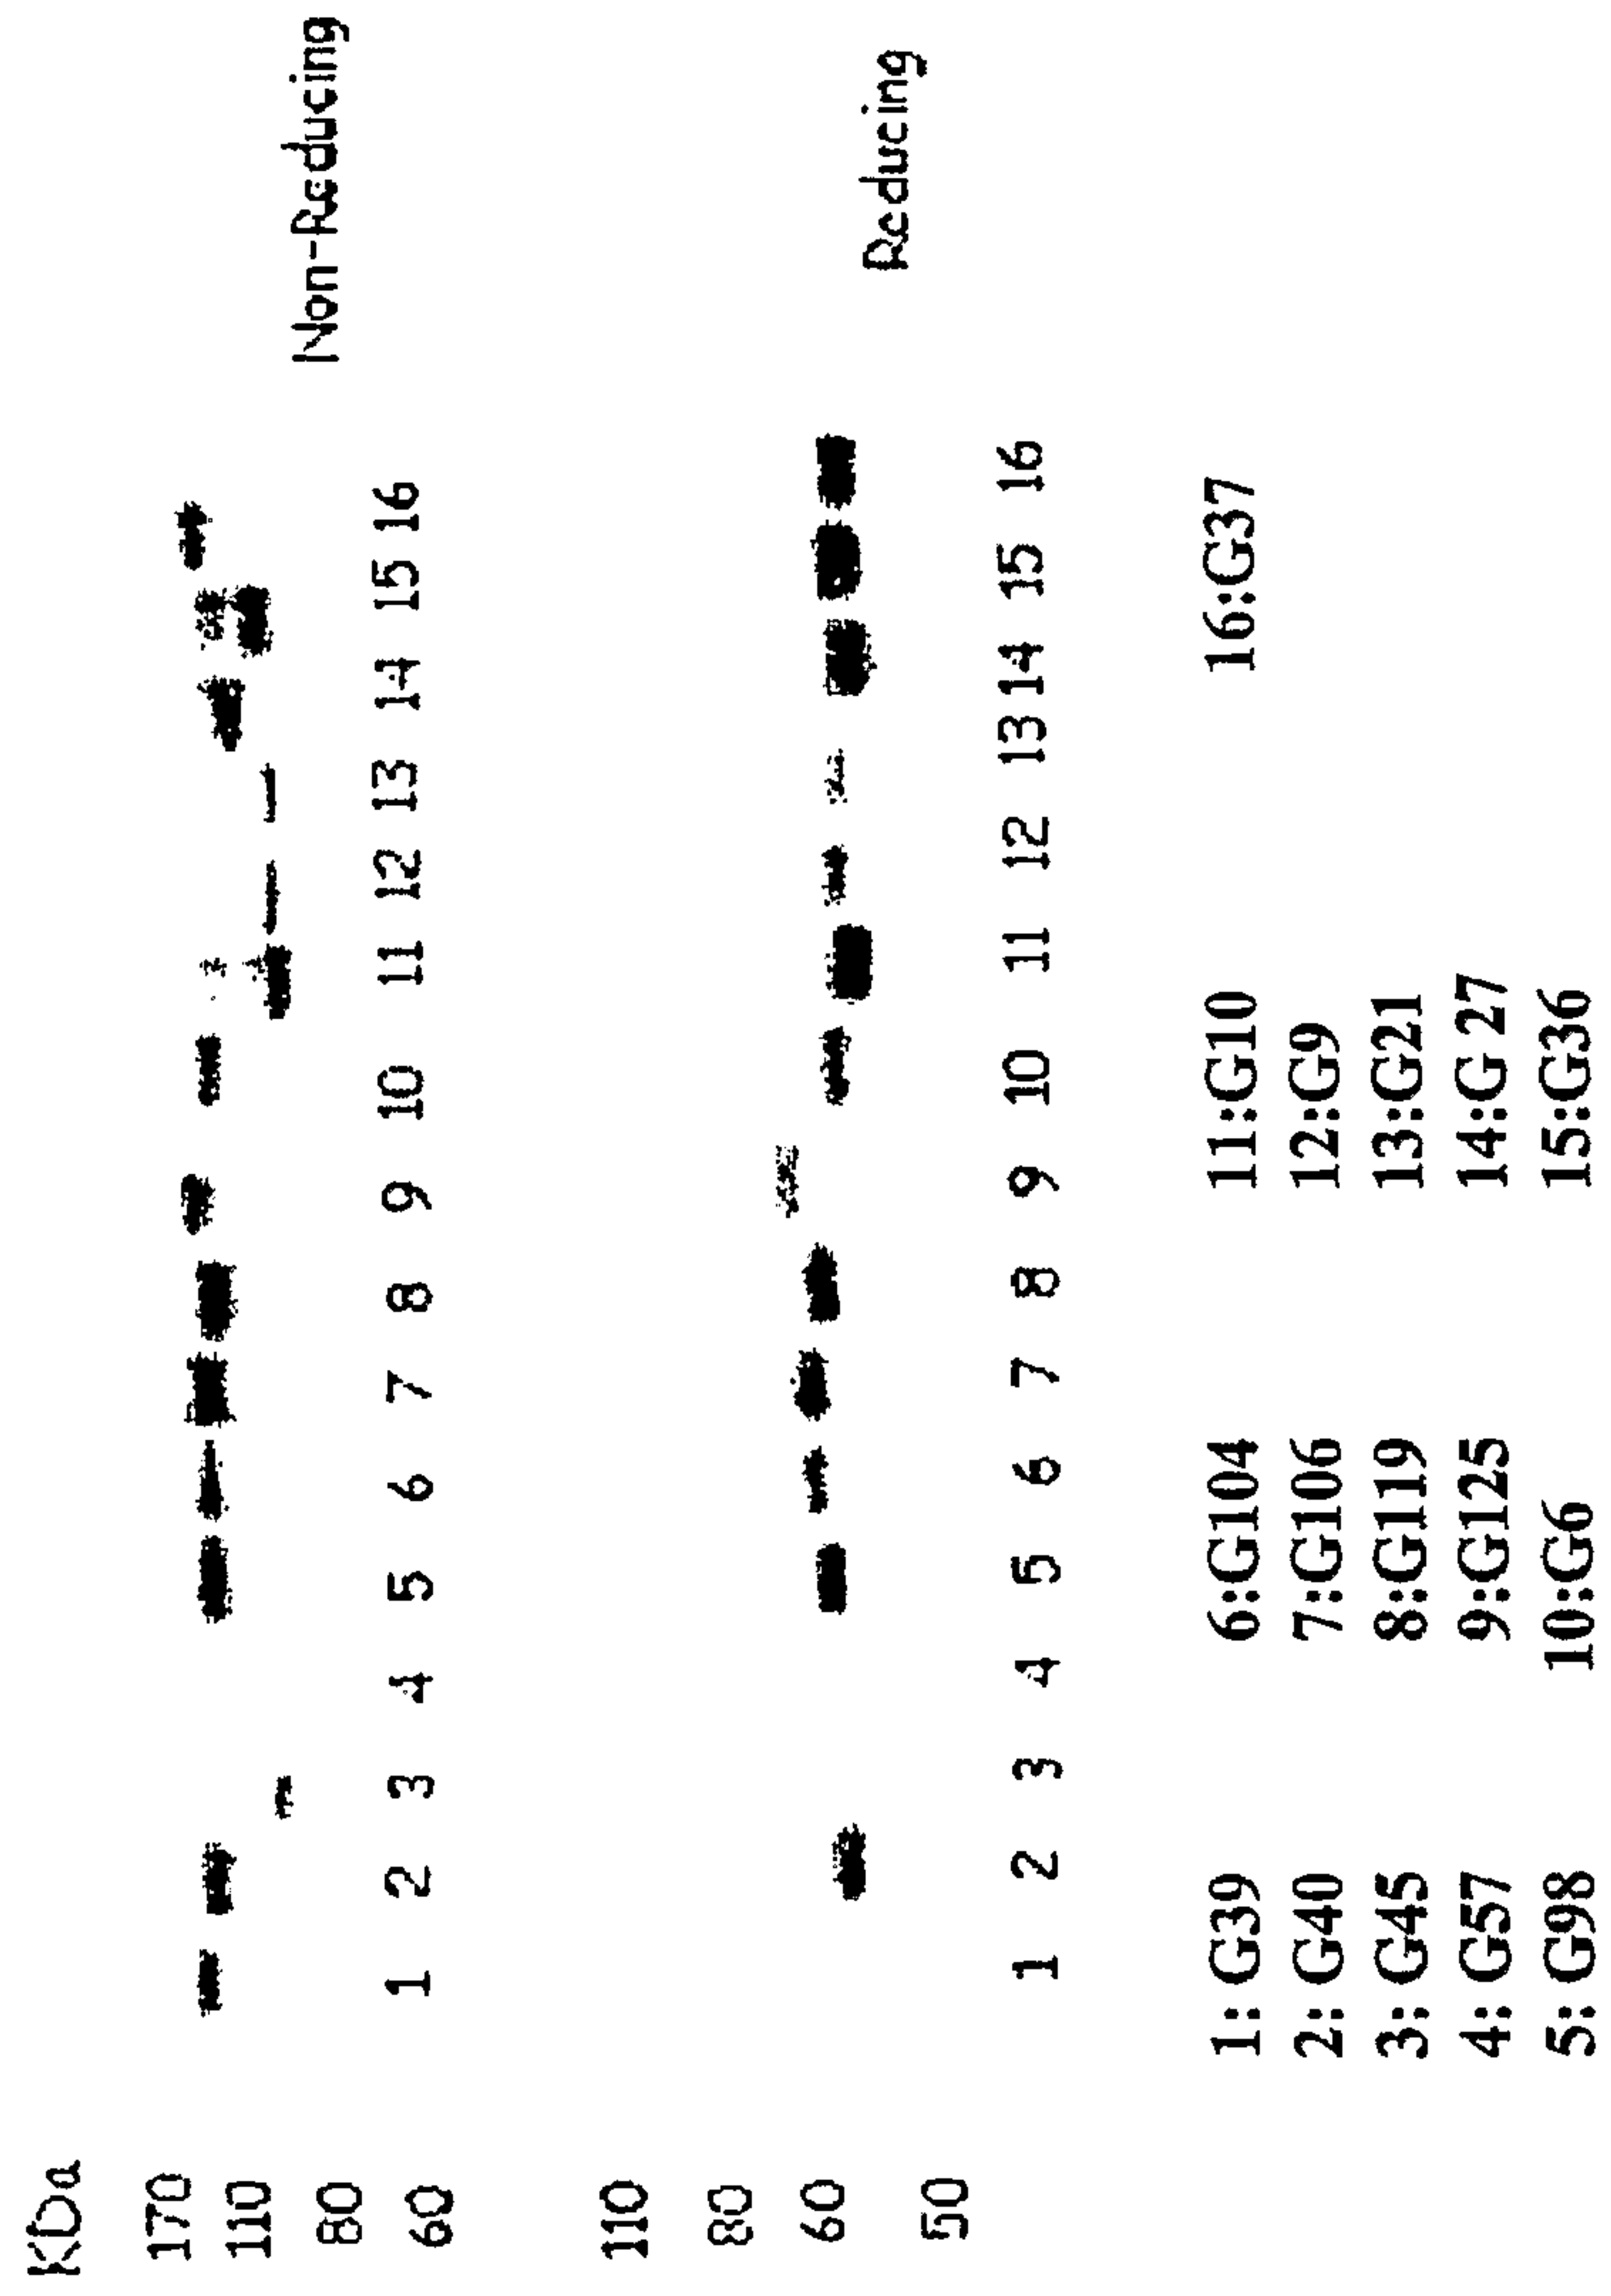 KDa
170
110
80
60
1 2 3 4 5 6 7 8 9 10 11 12 13 14 15 16
Non-Reducing
110
80
60
50
1 2 3 4 5 6 7 8 9 10 11 12 13 14 15 16
Reducing
1: G39 6:G104 11:G10 16:G37
2: G40 7:G106 12:G9
3: G45 8:G119 13:G21
4: G57 9:G125 14:G 27
5: G98 10:G6 15:G36